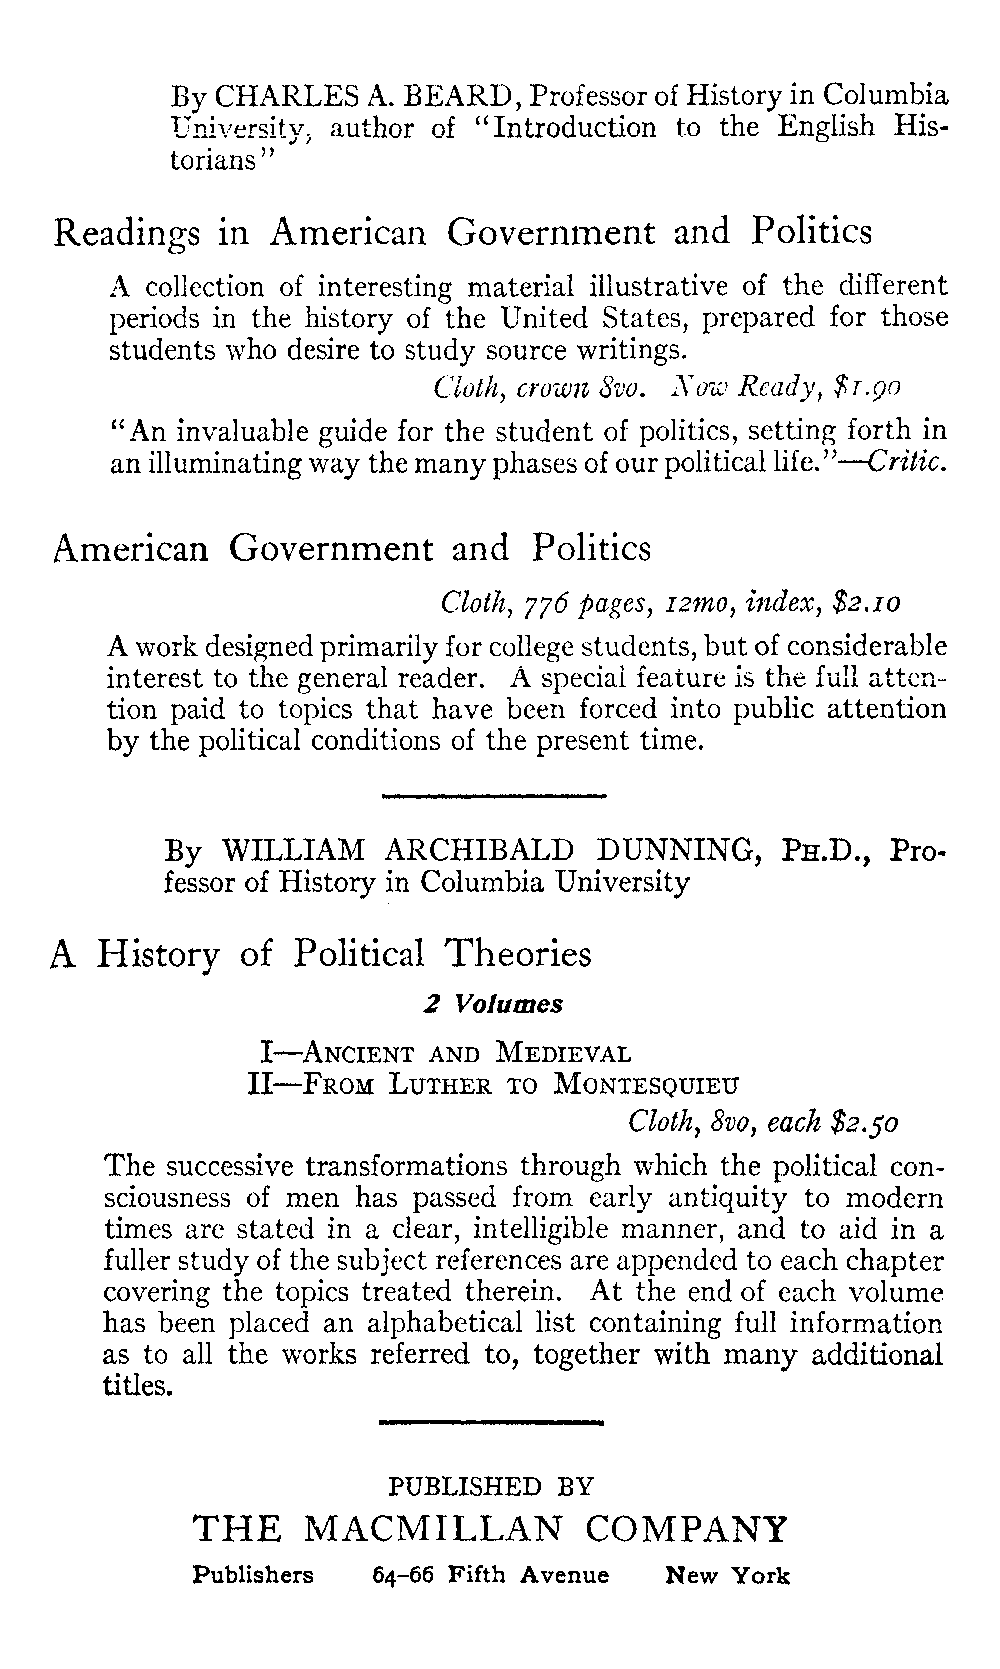 By CHARLES A. BEARD, Professor of History in Columbia
University, author of "Introduction to the English His-
torians"
Readings in American Government and Politics
A collection of interesting material illustrative of the different
periods in the history of the United States, prepared for those
students who desire to study source writings.
Cloth, crown 8vo. Now Ready, $1.90
"An invaluable guide for the student of politics, setting forth in
an illuminating way the many phases of our political life."—Critic.
American Government and Politics
Cloth, 776 pages, 12mo, index, $2.10
A work designed primarily for college students, but of considerable
interest to the general reader. A special feature is the full atten-
tion paid to topics that have been forced into public attention
by the political conditions of the present time.
By WILLIAM ARCHIBALD DUNNING, PH.D., Pro-
fessor of History in Columbia University
A History of Political Theories
2 Volumes
I—ANCIENT AND MEDIEVAL
II—FROM LUTHER TO MONTESQUIEU
Cloth, 8vo, each $2.50
The successive transformations through which the political con-
sciousness of men has passed from early antiquity to modern
times are stated in a clear, intelligible manner, and to aid in a
fuller study of the subject references are appended to each chapter
covering the topics treated therein. At the end of each volume
has been placed an alphabetical list containing full information
as to all the works referred to, together with many additional
titles.
PUBLISHED BY
THE MACMILLAN COMPANY
Publishers 64–66 Fifth Avenue New York